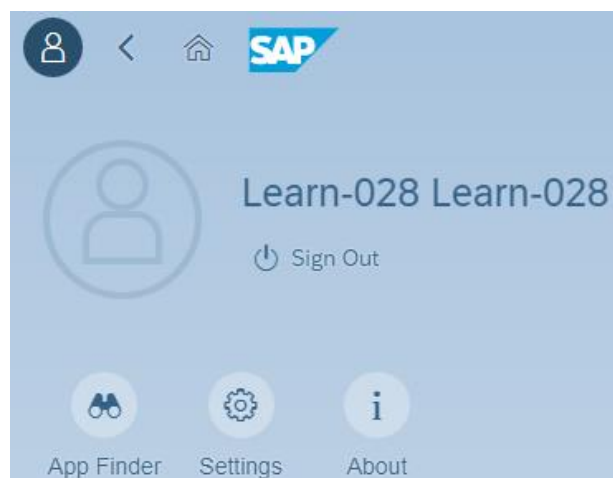 SAP
Learn-028 Learn-028
Sign Out
i
App Finder Settings About